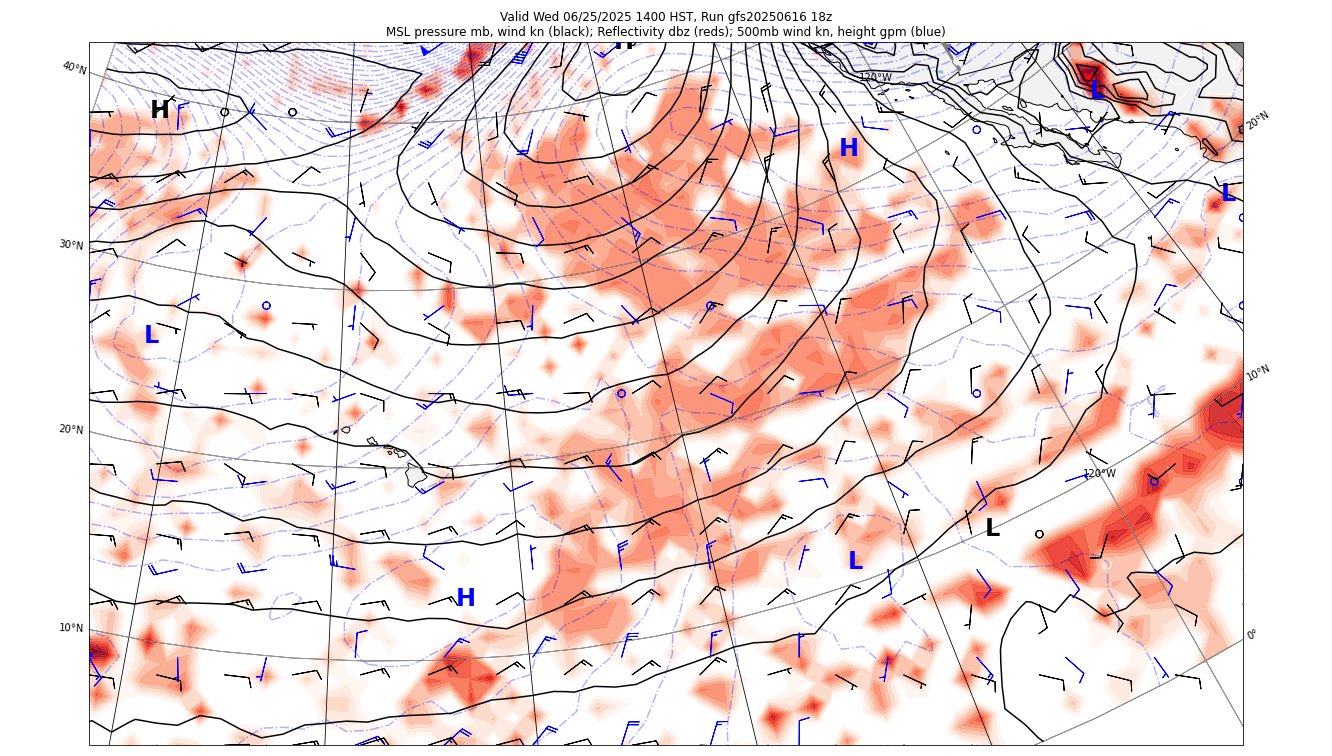 Valid Wed 06/25/2025 1400 HST, Run gfs20250616 18z
MSL pressure mb, wind kn (black); Reflectivity dbz (reds); 500mb wind kn, height gpm (blue)
H
40°N
120°W
L
H
20°N
H
L
30°N
L
10°N
20°N
120°W
L
L
H
10°N
0°